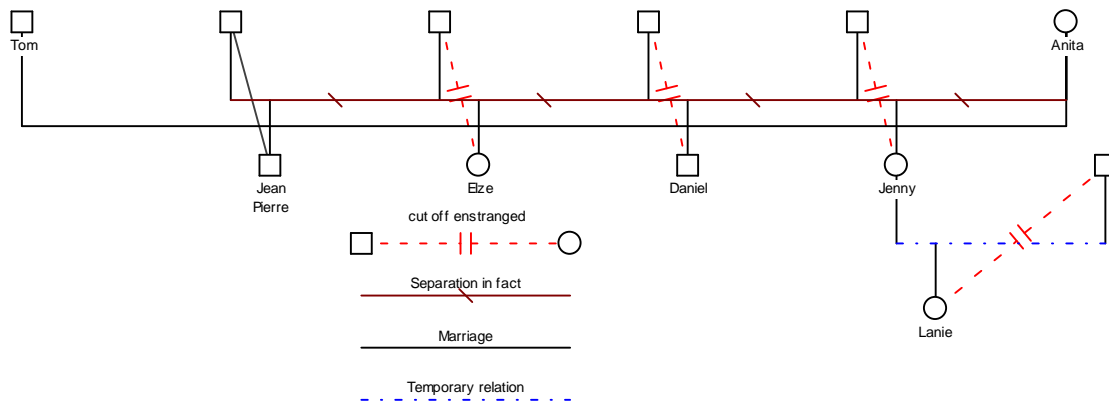 Tom
Anita
Jean
Pierre
Elze
Daniel
Jenny
cut off enstranged
Separation in fact
Lanie
Marriage
Temporary relation